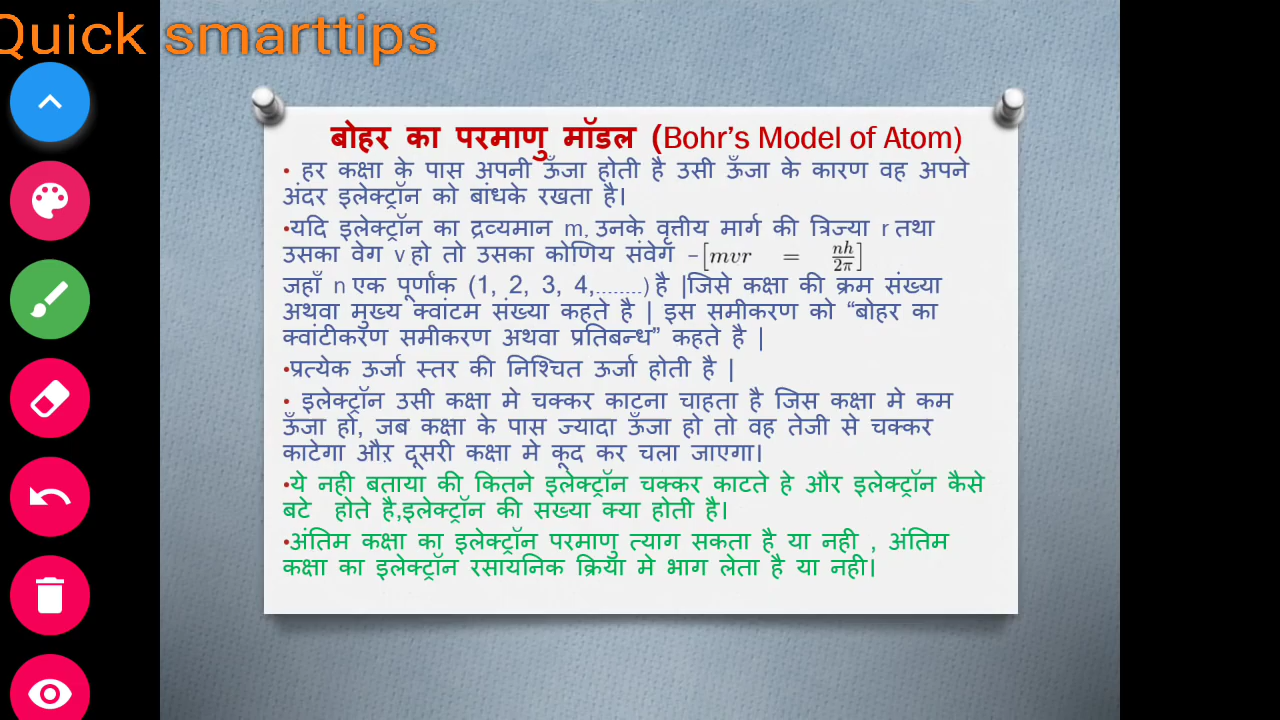 Quick smarttips
बोहर का परमाणु मॉडल (Bohr's Model of Atom)
• हर कक्षा के पास अपनी ऊँजा होती है उसी ऊँजा के कारण वह अपने
अंदर इलेक्ट्रॉन को बांधके रखता है।
•यदि इलेक्ट्रॉन का द्रव्यमान m, उनके वृत्तीय मार्ग की त्रिज्या r तथा
उसका वेग v हो तो उसका कोणिय संवेग –[mvr = nh/2π]
जहाँ n एक पूर्णांक (1, 2, 3, 4,........) है |जिसे कक्षा की क्रम संख्या
अथवा मुख्य क्वांटम संख्या कहते है | इस समीकरण को “बोहर का
क्वांटीकरण समीकरण अथवा प्रतिबन्ध” कहते है |
•प्रत्येक ऊर्जा स्तर की निश्चित ऊर्जा होती है |
• इलेक्ट्रॉन उसी कक्षा मे चक्कर काटना चाहता है जिस कक्षा मे कम
ऊँजा हो, जब कक्षा के पास ज्यादा ऊँजा हो तो वह तेजी से चक्कर
काटेगा औऱ दूसरी कक्षा मे कूद कर चला जाएगा।
•ये नही बताया की कितने इलेक्ट्रॉन चक्कर काटते हे और इलेक्ट्रॉन कैसे
बटे होते है,इलेक्ट्रॉन की सख्या क्या होती है।
•अंतिम कक्षा का इलेक्ट्रॉन परमाणु त्याग सकता है या नही , अंतिम
कक्षा का इलेक्ट्रॉन रसायनिक क्रिया मे भाग लेता है या नही।